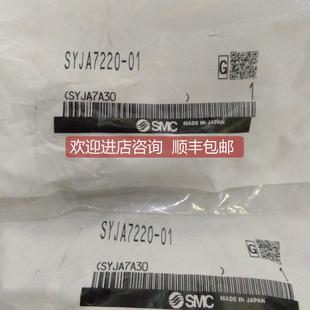 SYJA7220-01
G
(SYJA7A30 )
1
SMC MADE IN JAPAN
欢迎进店咨询 顺丰包邮
SYJA7220-01
G
(SYJA7A30 )
SMC MADE IN JAPAN